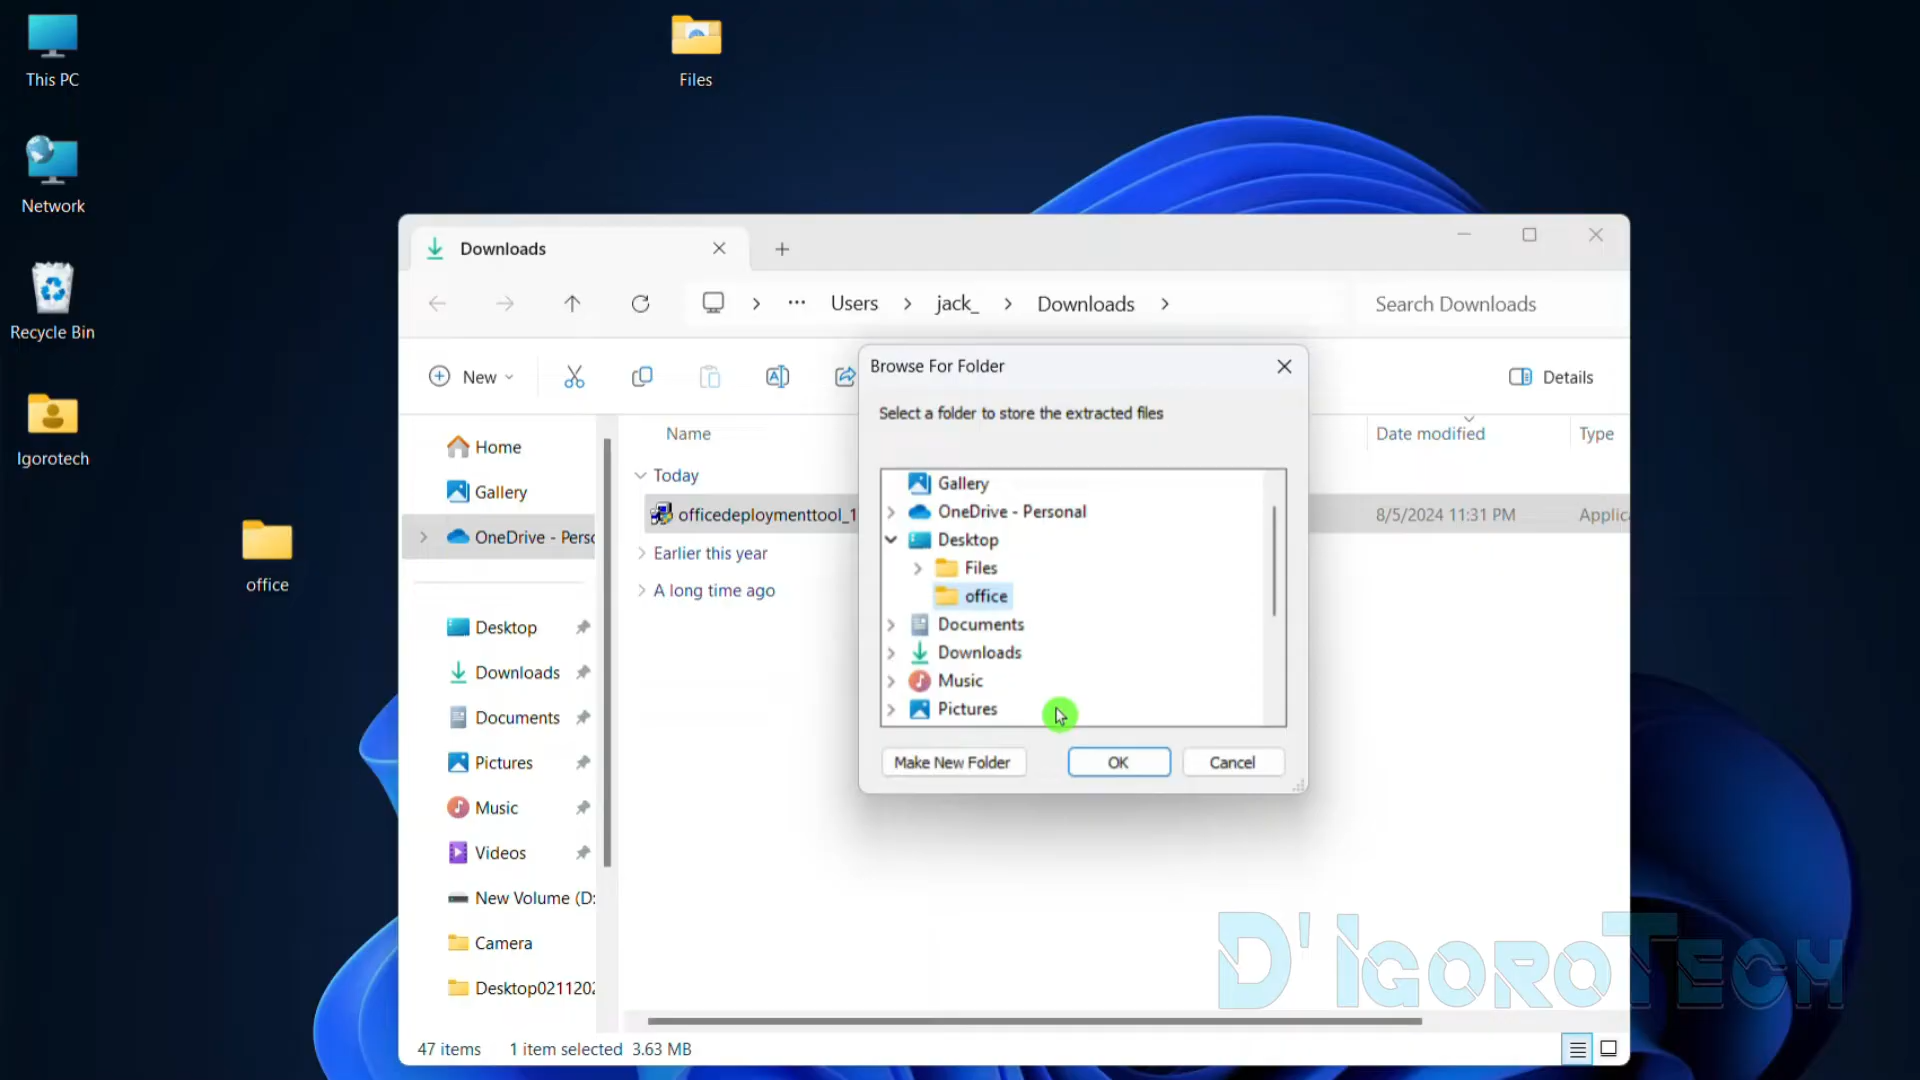 This PC
Files
Network
Recycle Bin
Igorotech
office
Downloads
Users
jack_
Downloads
Search Downloads
New
Details
Browse For Folder
Select a folder to store the extracted files
Gallery
OneDrive - Personal
Desktop
Files
office
Documents
Downloads
Music
Pictures
Make New Folder
OK
Cancel
Name
Date modified
Type
Today
officedeploymenttool_1
8/5/2024 11:31 PM
Applic
Earlier this year
A long time ago
Home
Gallery
OneDrive - Pers
Desktop
Downloads
Documents
Pictures
Music
Videos
New Volume (D:
Camera
Desktop021120
47 items
1 item selected 3.63 MB
D'IGOROTECH